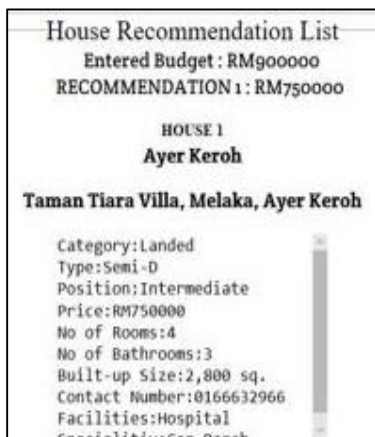 House Recommendation List
Entered Budget : RM900000
RECOMMENDATION 1 : RM750000
HOUSE 1
Ayer Keroh
Taman Tiara Villa, Melaka, Ayer Keroh
Category:Landed
Type:Semi-D
Position:Intermediate
Price:RM750000
No of Rooms:4
No of Bathrooms:3
Built-up Size:2,800 sq.
Contact Number:0166632966
Facilities:Hospital